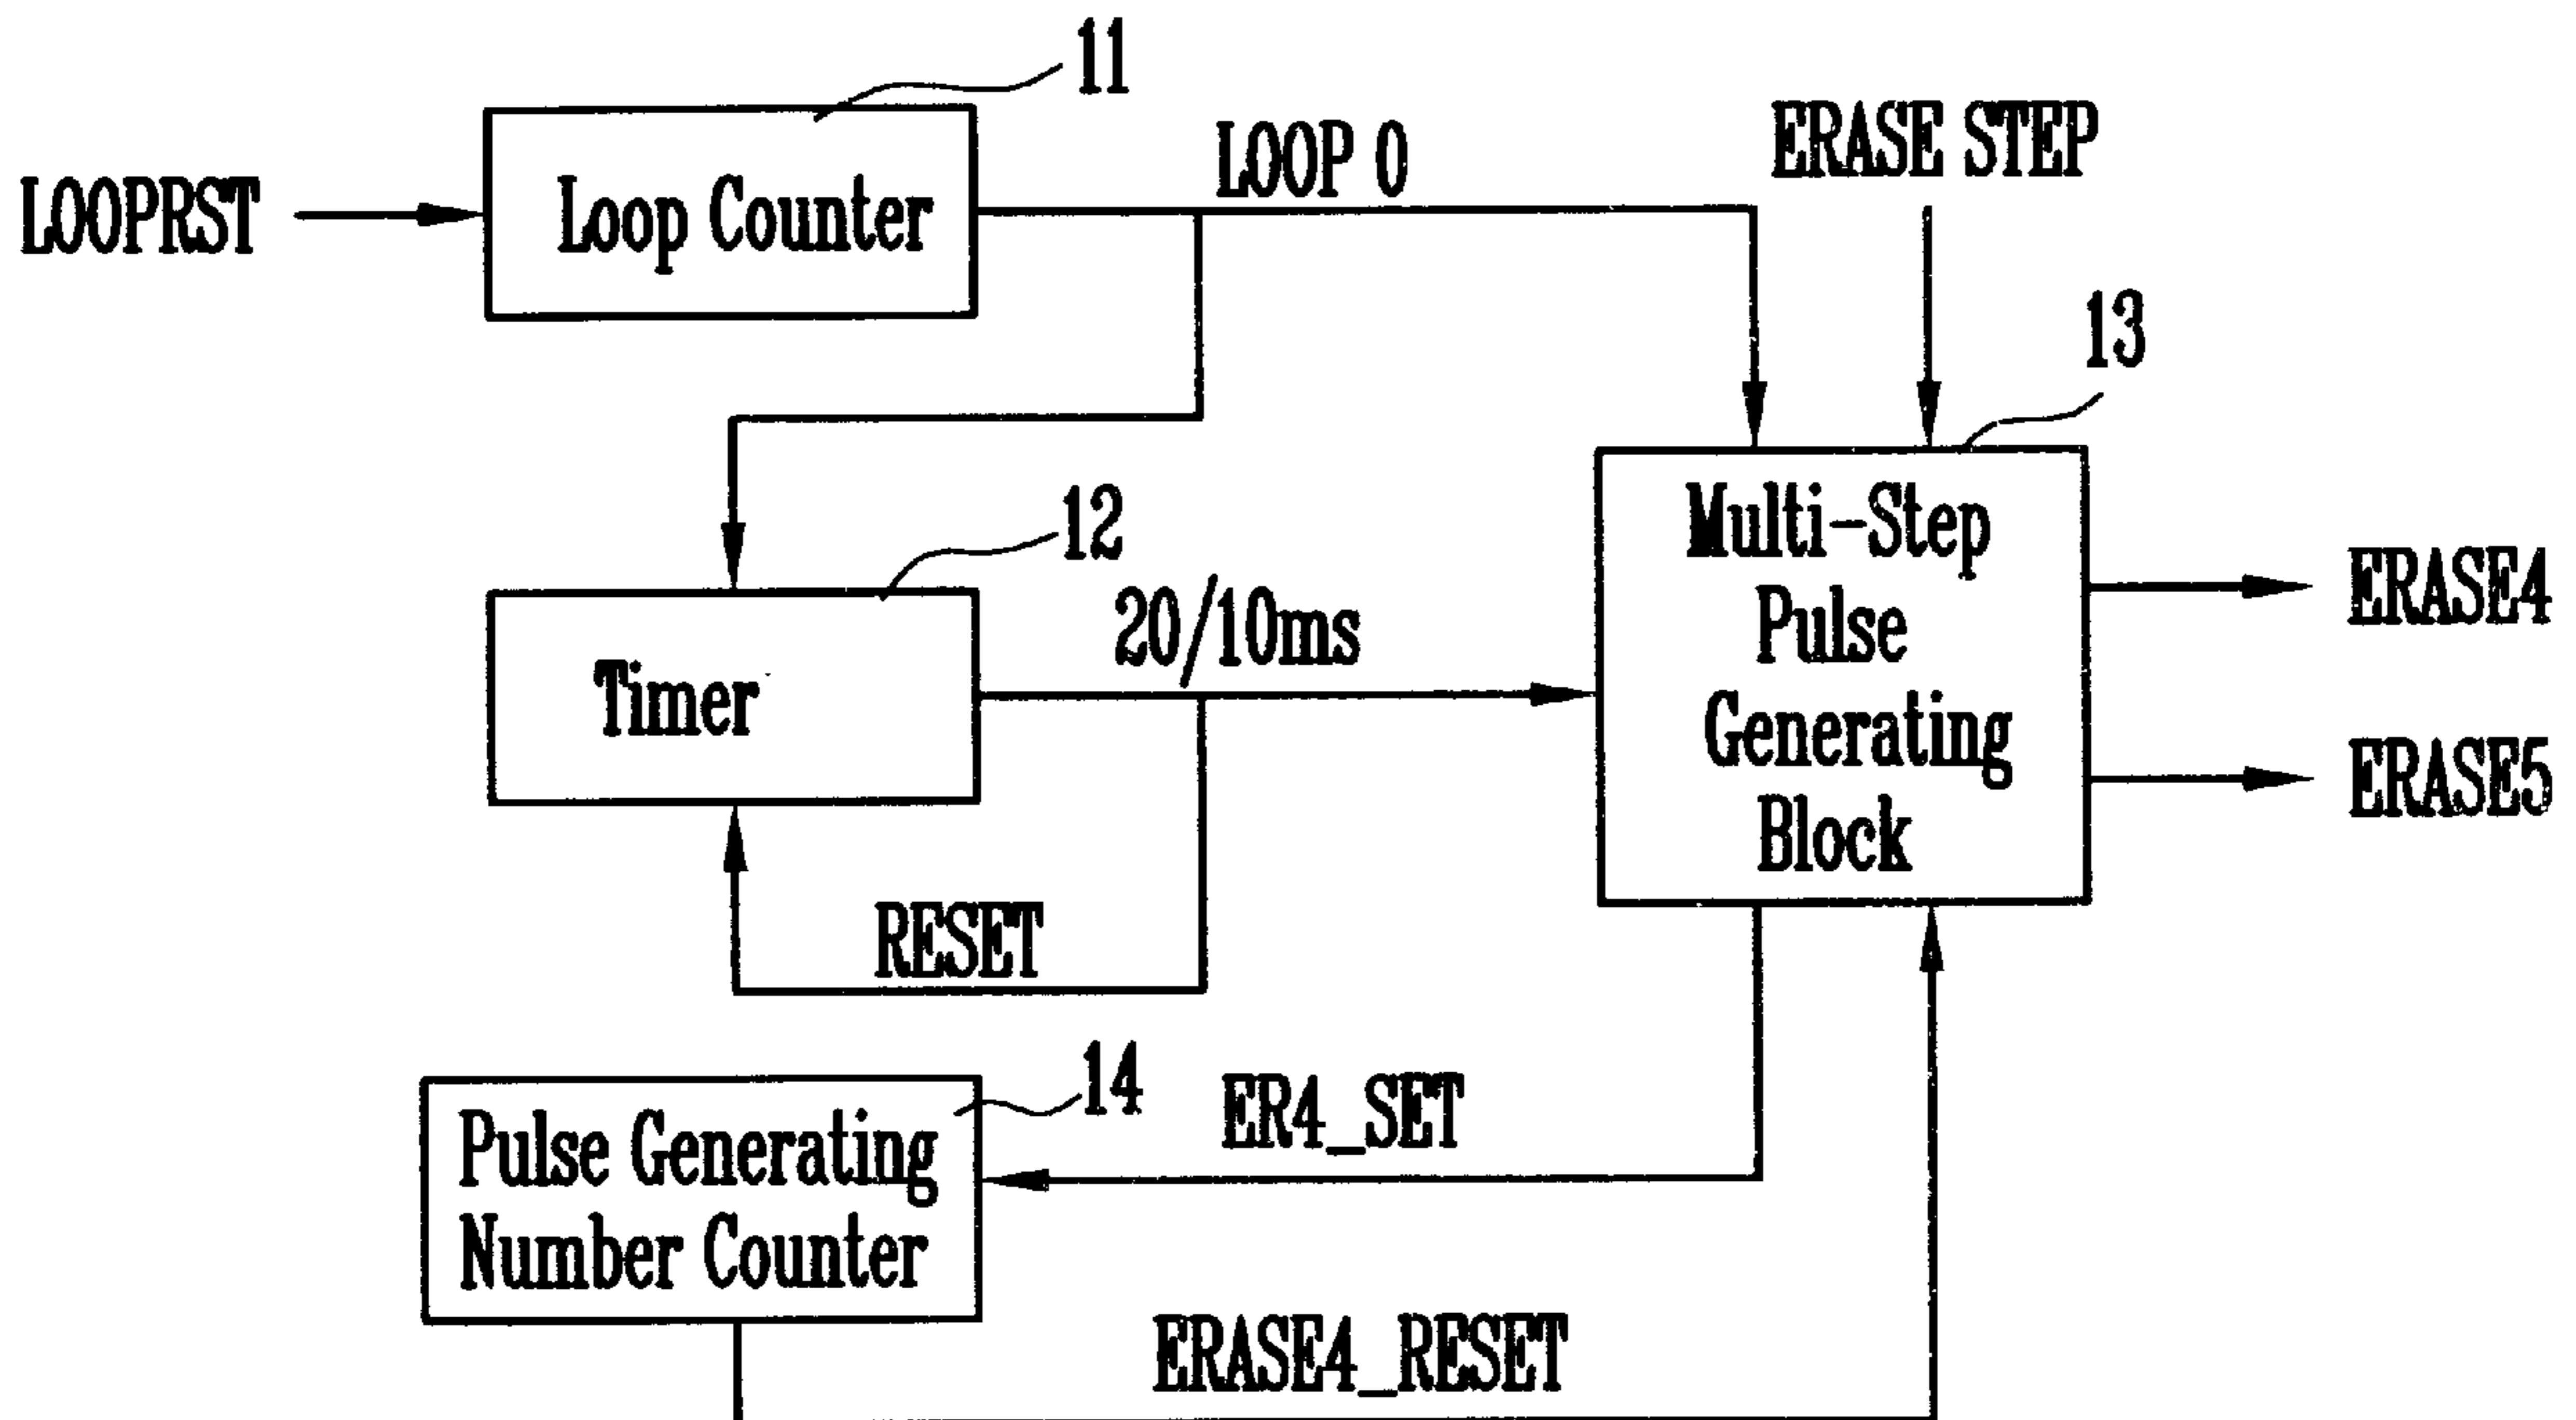 11
LOOPRST
Loop Counter
LOOP 0
ERASE STEP
13
12
Timer
20/10ms
Multi-Step
Pulse
Generating
Block
ERASE4
ERASE5
RESET
14
Pulse Generating
Number Counter
ER4_SET
ERASE4_RESET